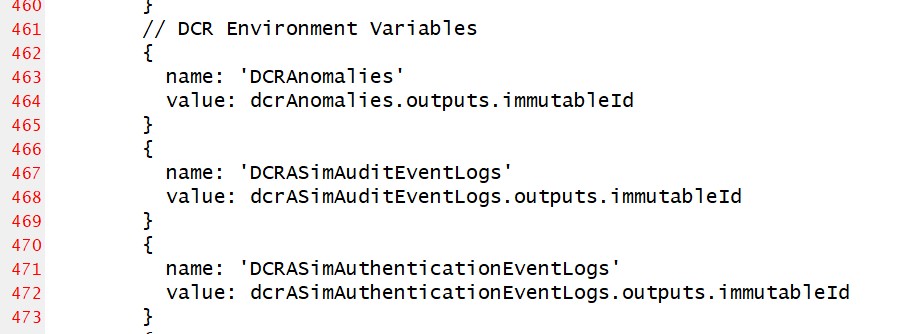 460 }
461 // DCR Environment Variables
462 {
463 name: 'DCRAnomalies'
464 value: dcrAnomalies.outputs.immutableId
465 }
466 {
467 name: 'DCRASimAuditEventLogs'
468 value: dcrASimAuditEventLogs.outputs.immutableId
469 }
470 {
471 name: 'DCRASimAuthenticationEventLogs'
472 value: dcrASimAuthenticationEventLogs.outputs.immutableId
473 }